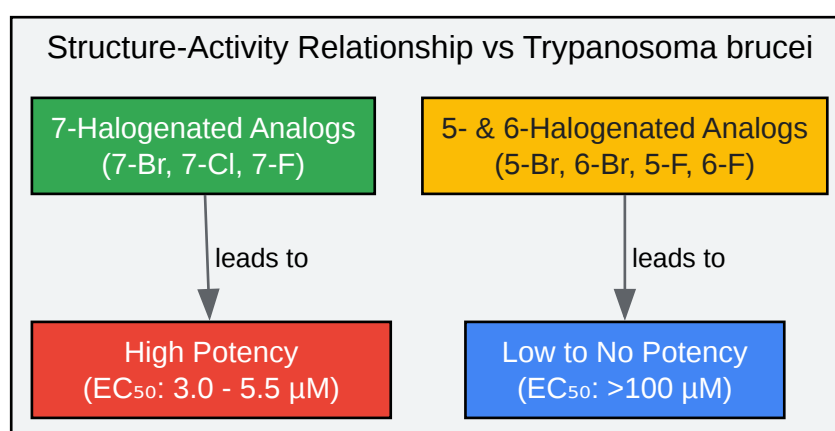 Structure-Activity Relationship vs Trypanosoma brucei
7-Halogenated Analogs
(7-Br, 7-Cl, 7-F)
5- & 6-Halogenated Analogs
(5-Br, 6-Br, 5-F, 6-F)
leads to
leads to
High Potency
(EC₅₀: 3.0 - 5.5 µM)
Low to No Potency
(EC₅₀: >100 µM)